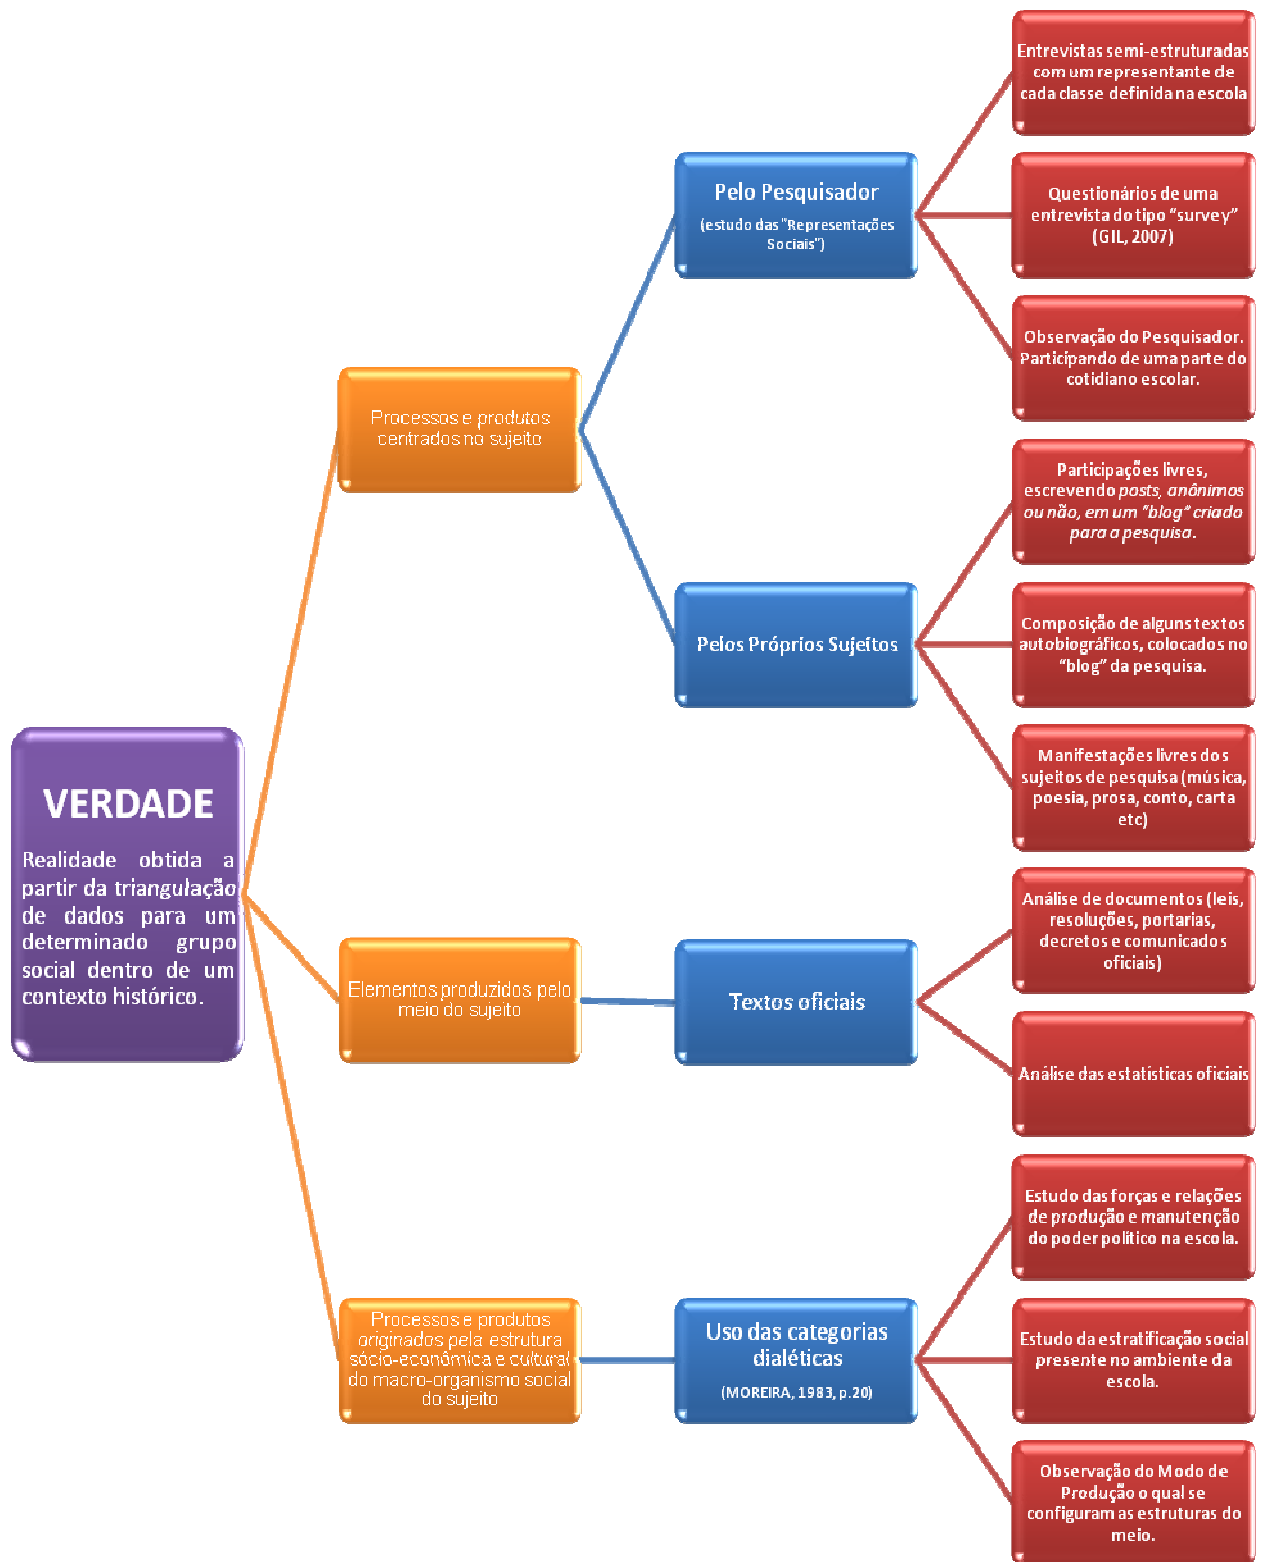 VERDADE
Realidade obtida a
partir da triangulação
de dados para um
determinado grupo
social dentro de um
contexto histórico.
Processos e produtos
centrados no sujeito
Pelo Pesquisador
(estudo das "Representações
Sociais")
Entrevistas semi-estruturadas
com um representante de
cada classe definida na escola
Questionários de uma
entrevista do tipo “survey”
(GIL, 2007)
Observação do Pesquisador.
Participando de uma parte do
cotidiano escolar.
Pelos Próprios Sujeitos
Participações livres,
escrevendo posts, anônimos
ou não, em um “blog” criado
para a pesquisa.
Composição de alguns textos
autobiográficos, colocados no
“blog” da pesquisa.
Manifestações livres dos
sujeitos de pesquisa (música,
poesia, prosa, conto, carta
etc)
Elementos produzidos pelo
meio do sujeito
Textos oficiais
Análise de documentos (leis,
resoluções, portarias,
decretos e comunicados
oficiais)
Análise das estatísticas oficiais
Processos e produtos
originados pela estrutura
sócio-econômica e cultural
do macro-organismo social
do sujeito
Uso das categorias
dialéticas
(MOREIRA, 1983, p.20)
Estudo das forças e relações
de produção e manutenção
do poder político na escola.
Estudo da estratificação social
presente no ambiente da
escola.
Observação do Modo de
Produção o qual se
configuram as estruturas do
meio.